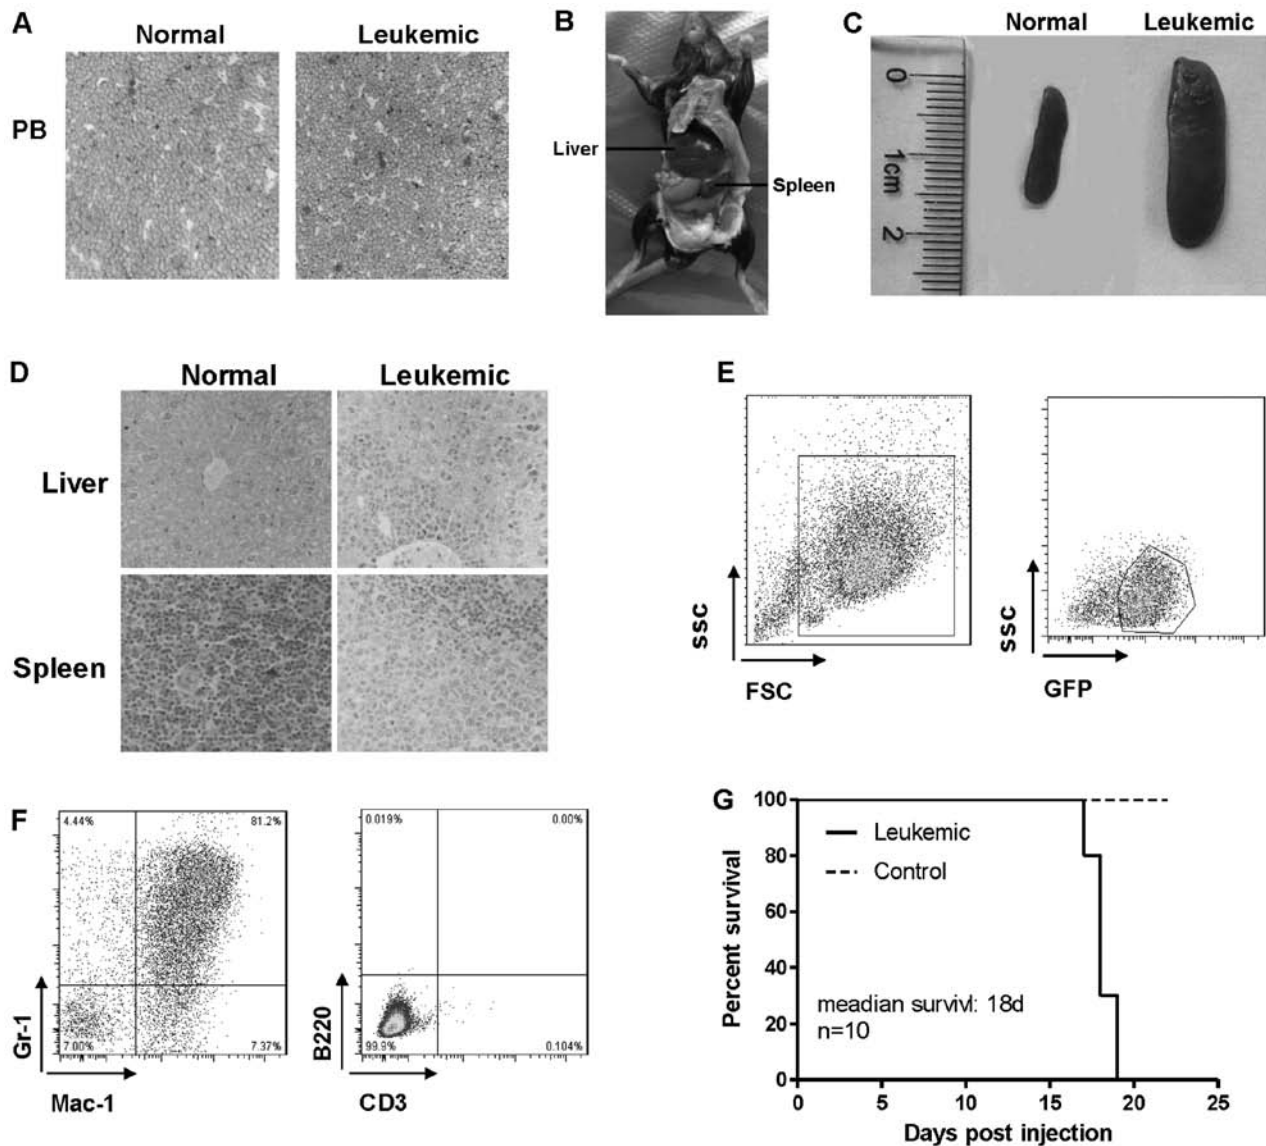 A
Normal
Leukemic
PB
B
Liver
Spleen
C
Normal
Leukemic
0
1cm
2
D
Normal
Leukemic
Liver
Spleen
E
SSC
FSC
SSC
GFP
F
4.44%
81.2%
7.00%
7.37%
Gr-1
Mac-1
0.019%
0.00%
99.9%
0.104%
B220
CD3
G
100
80
60
40
20
0
Percent survival
Leukemic
Control
meadian survivl: 18d
n=10
0 5 10 15 20 25
Days post injection